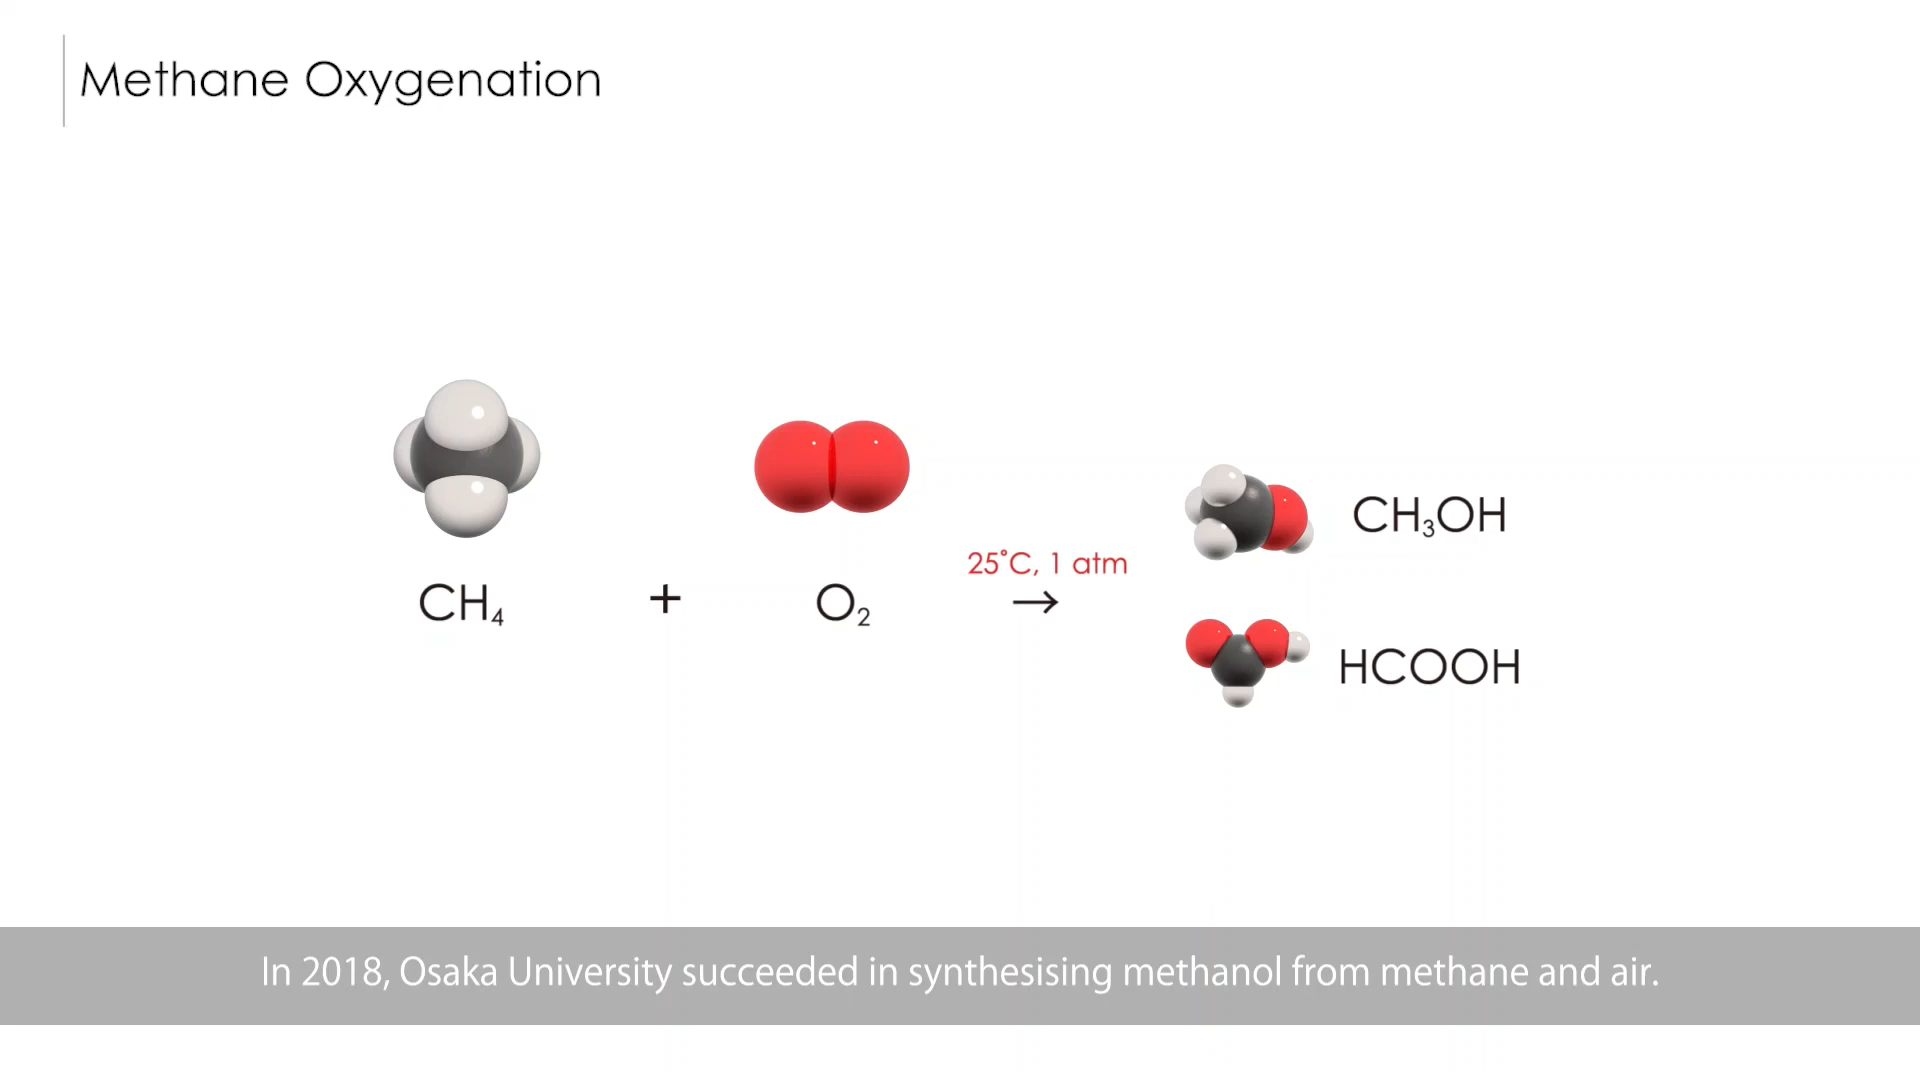 Methane Oxygenation
CH₄ + O₂ 25°C, 1 atm →
CH₃OH
HCOOH
In 2018, Osaka University succeeded in synthesising methanol from methane and air.